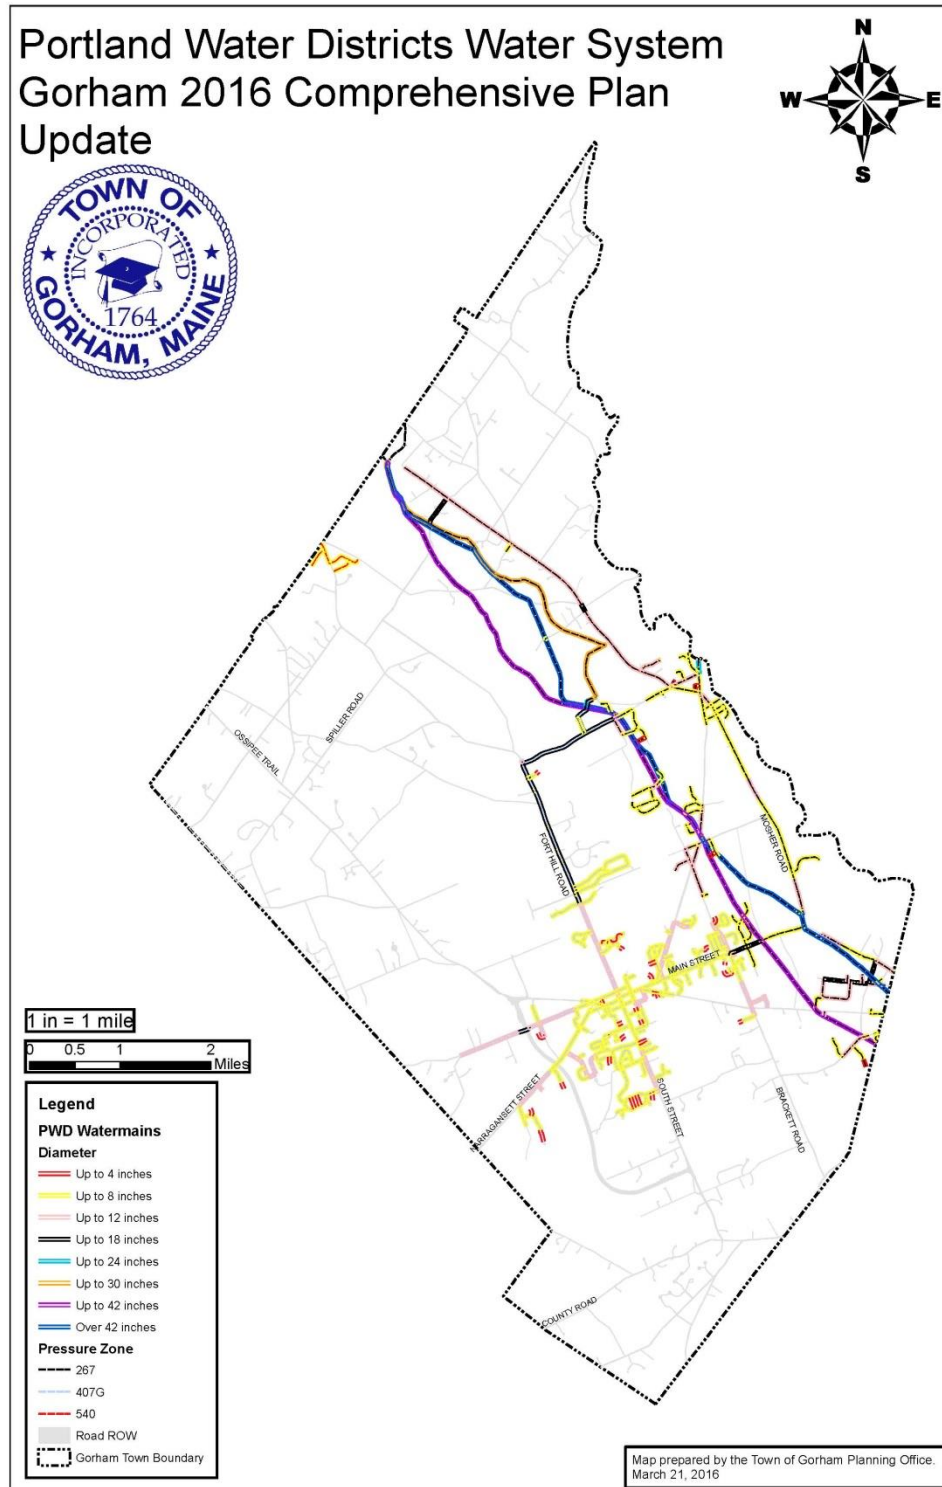 Portland Water Districts Water System
Gorham 2016 Comprehensive Plan
Update
N
W
E
S
TOWN OF
INCORPORATED
1764
GORHAM, MAINE
SPILLER ROAD
OSSIPEE TRAIL
FORT HILL ROAD
MOSHER ROAD
MAIN STREET
NARRAGANSETT STREET
SOUTH STREET
BRACKETT ROAD
COUNTY ROAD
1 in = 1 mile
0 0.5 1 2
Miles
Legend
PWD Watermains
Diameter
Up to 4 inches
Up to 8 inches
Up to 12 inches
Up to 18 inches
Up to 24 inches
Up to 30 inches
Up to 42 inches
Over 42 inches
Pressure Zone
267
407G
540
Road ROW
Gorham Town Boundary
Map prepared by the Town of Gorham Planning Office.
March 21, 2016